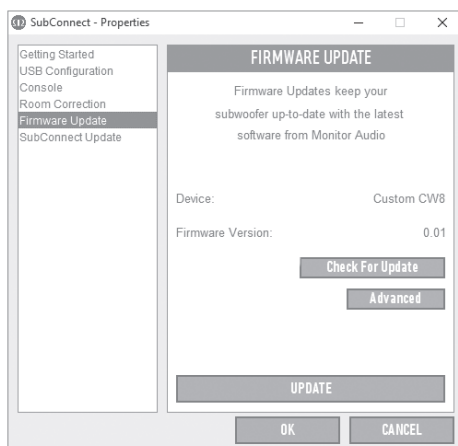 SubConnect - Properties
Getting Started
USB Configuration
Console
Room Correction
Firmware Update
SubConnect Update
FIRMWARE UPDATE
Firmware Updates keep your
subwoofer up-to-date with the latest
software from Monitor Audio
Device: Custom CW8
Firmware Version: 0.01
Check For Update
Advanced
UPDATE
OK CANCEL